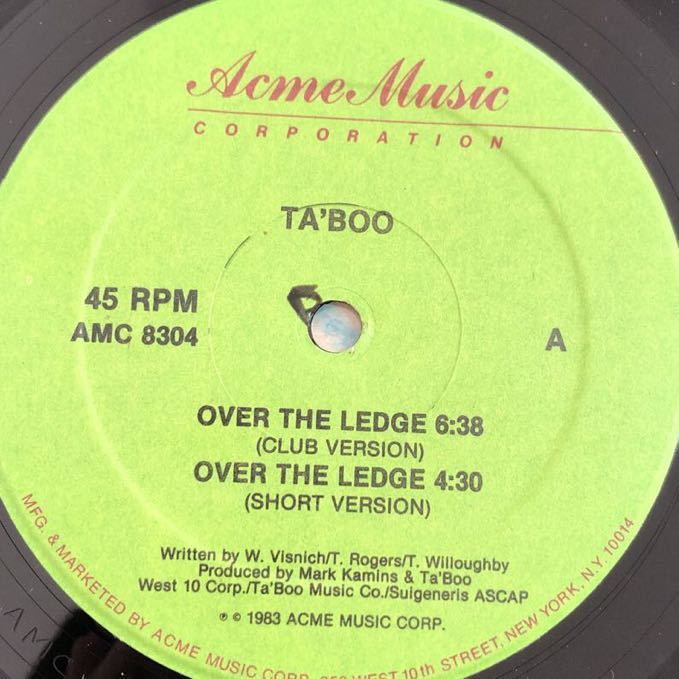 Acme Music
CORPORATION
TA'BOO
45 RPM
AMC 8304
A
OVER THE LEDGE 6:38
(CLUB VERSION)
OVER THE LEDGE 4:30
(SHORT VERSION)
Written by W. Visnich/T. Rogers/T. Willoughby
Produced by Mark Kamins & Ta'Boo
West 10 Corp./Ta'Boo Music Co./Suigeneris ASCAP
℗ © 1983 ACME MUSIC CORP.
MFG. & MARKETED BY ACME MUSIC CORP. WEST 10th STREET, NEW YORK, N.Y. 10014
AMC